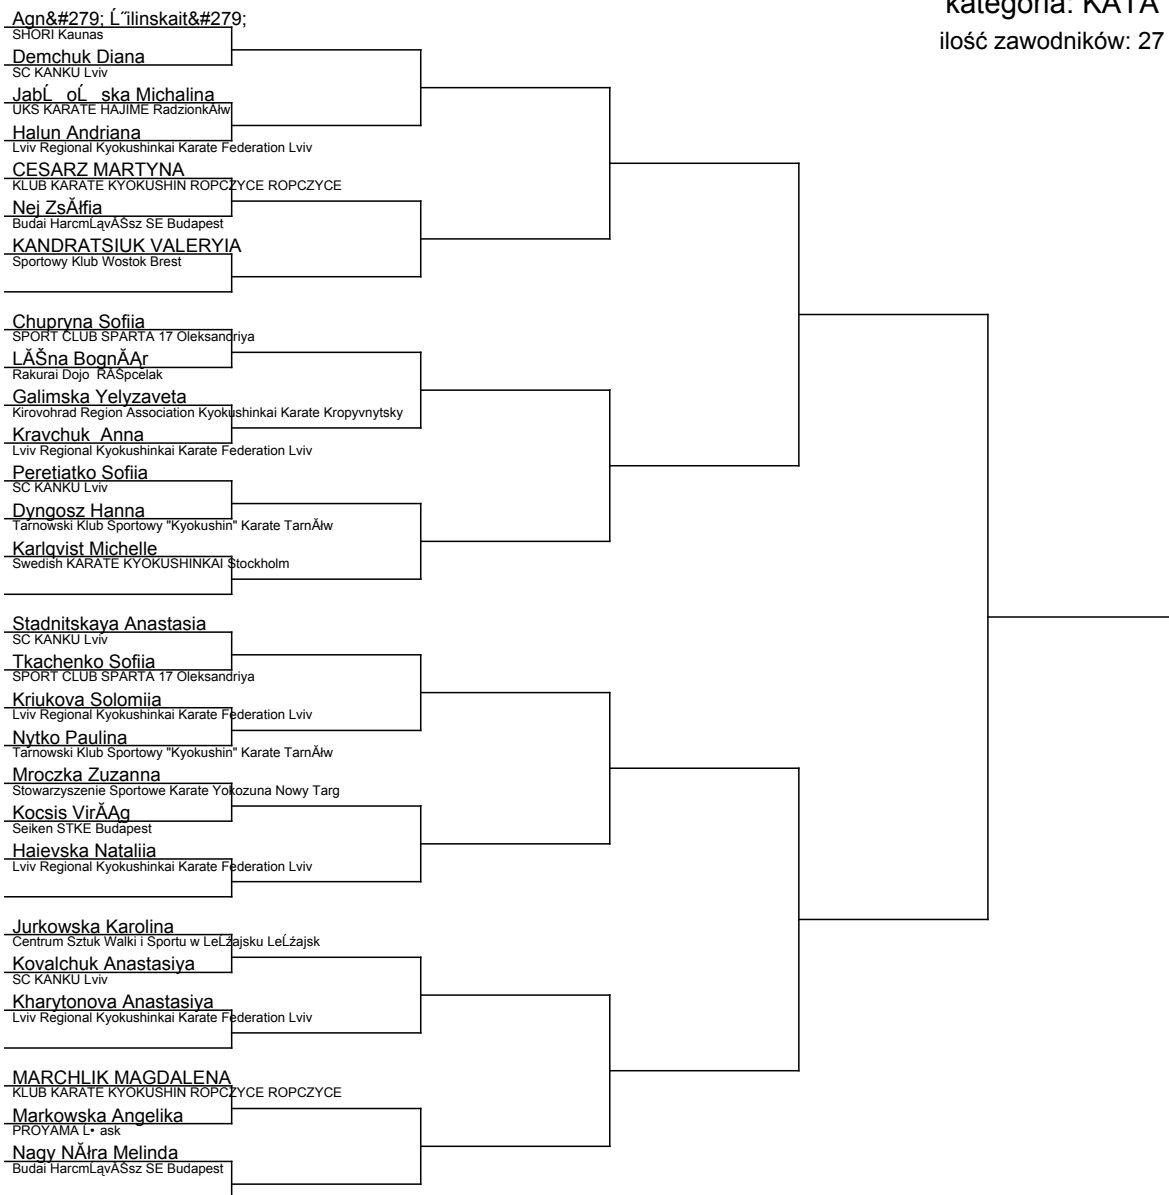 kategoria: KATA
ilość zawodników: 27
Agn&#279; Ĺ˝ilinskait&#279;
SHORI Kaunas
Demchuk Diana
SC KANKU Lviv
JabĹ oĹ ska Michalina
UKS KARATE HAJIME RadzionkĂłw
Halun Andriana
Lviv Regional Kyokushinkai Karate Federation Lviv
CESARZ MARTYNA
KLUB KARATE KYOKUSHIN ROPCZYCE ROPCZYCE
Nej ZsĂłfia
Budai HarcmĹąvĂŠsz SE Budapest
KANDRATSIUK VALERYIA
Sportowy Klub Wostok Brest
Chupryna Sofiia
SPORT CLUB SPARTA 17 Oleksandriya
LĂŠna BognĂĄr
Rakurai Dojo RĂŠpcelak
Galimska Yelyzaveta
Kirovohrad Region Association Kyokushinkai Karate Kropyvnytsky
Kravchuk Anna
Lviv Regional Kyokushinkai Karate Federation Lviv
Peretiatko Sofiia
SC KANKU Lviv
Dyngosz Hanna
Tarnowski Klub Sportowy "Kyokushin" Karate TarnĂłw
Karlqvist Michelle
Swedish KARATE KYOKUSHINKAI Stockholm
Stadnitskaya Anastasia
SC KANKU Lviv
Tkachenko Sofiia
SPORT CLUB SPARTA 17 Oleksandriya
Kriukova Solomiia
Lviv Regional Kyokushinkai Karate Federation Lviv
Nytko Paulina
Tarnowski Klub Sportowy "Kyokushin" Karate TarnĂłw
Mroczka Zuzanna
Stowarzyszenie Sportowe Karate Yokozuna Nowy Targ
Kocsis VirĂĄg
Seiken STKE Budapest
Haievska Nataliia
Lviv Regional Kyokushinkai Karate Federation Lviv
Jurkowska Karolina
Centrum Sztuk Walki i Sportu w LeĹźajsku LeĹźajsk
Kovalchuk Anastasiya
SC KANKU Lviv
Kharytonova Anastasiya
Lviv Regional Kyokushinkai Karate Federation Lviv
MARCHLIK MAGDALENA
KLUB KARATE KYOKUSHIN ROPCZYCE ROPCZYCE
Markowska Angelika
PROYAMA Ĺ• ask
Nagy NĂłra Melinda
Budai HarcmĹąvĂŠsz SE Budapest